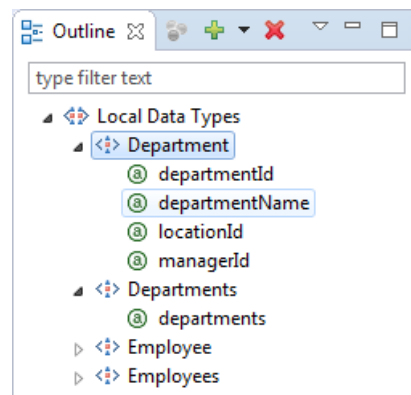 Outline
type filter text
Local Data Types
Department
departmentId
departmentName
locationId
managerId
Departments
departments
Employee
Employees